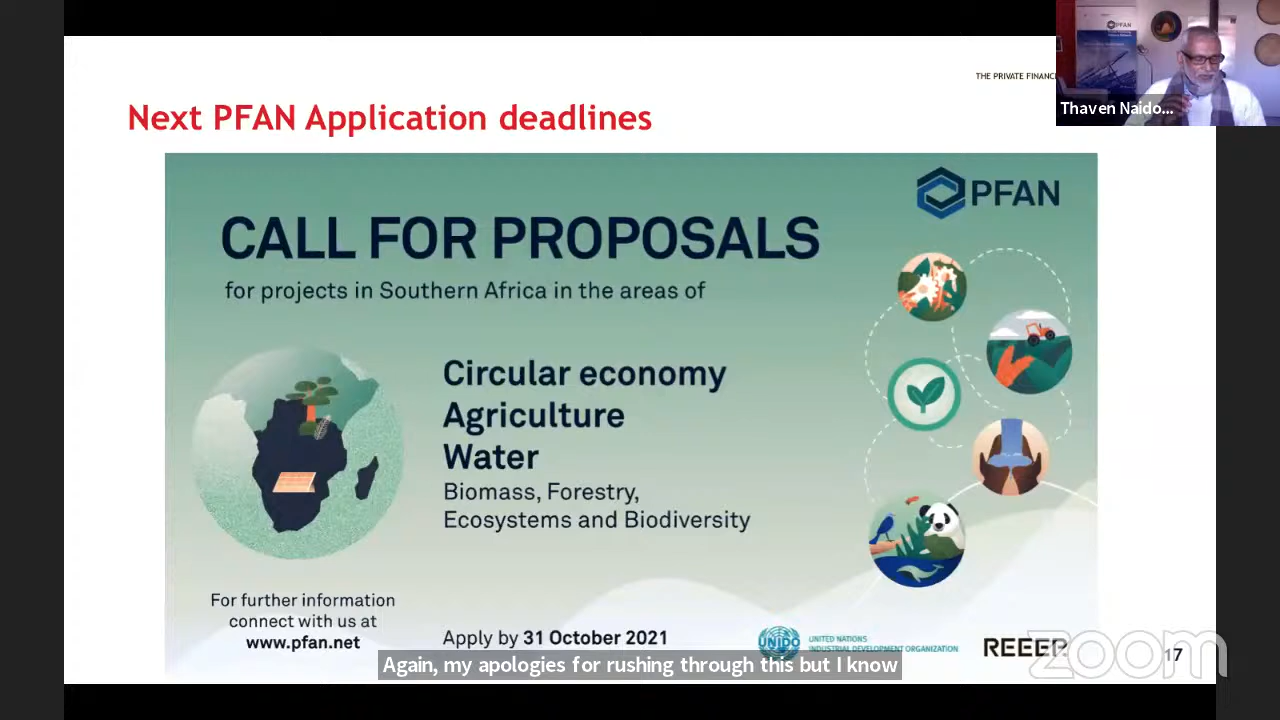 THE PRIVATE FINANC
PFAN
Thaven Naido...
Next PFAN Application deadlines
PFAN
CALL FOR PROPOSALS
for projects in Southern Africa in the areas of
Circular economy
Agriculture
Water
Biomass, Forestry,
Ecosystems and Biodiversity
For further information
connect with us at
www.pfan.net
Apply by 31 October 2021
UNIDO
UNITED NATIONS
INDUSTRIAL DEVELOPMENT ORGANIZATION
REEEP
zoom
17
Again, my apologies for rushing through this but I know